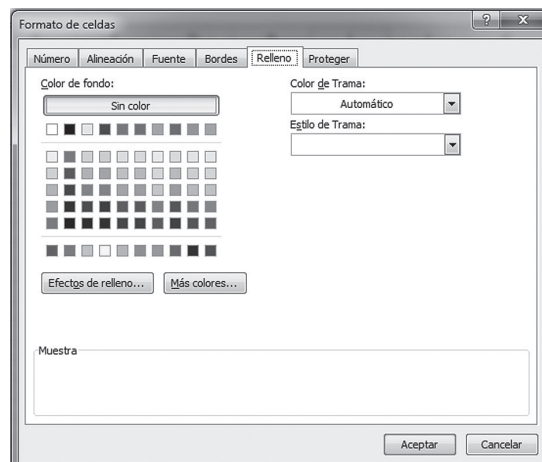 Formato de celdas
Número Alineación Fuente Bordes Relleno Proteger
Color de fondo:
Sin color
Color de Trama:
Automático
Estilo de Trama:
Efectos de relleno... Más colores...
Muestra
Aceptar Cancelar